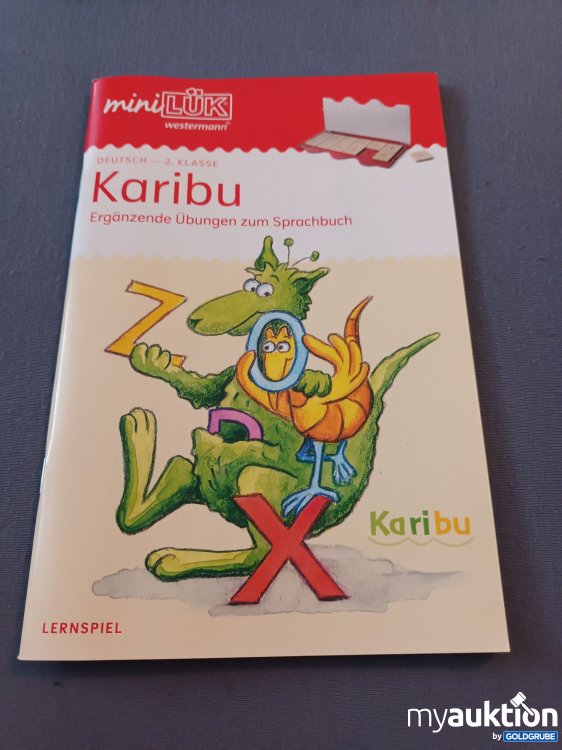 mini LÜK
westermann®
DEUTSCH — 2. KLASSE
Karibu
Ergänzende Übungen zum Sprachbuch
Z
O
D
X
Karibu
LERNSPIEL
myauktion
by GOLDGRUBE